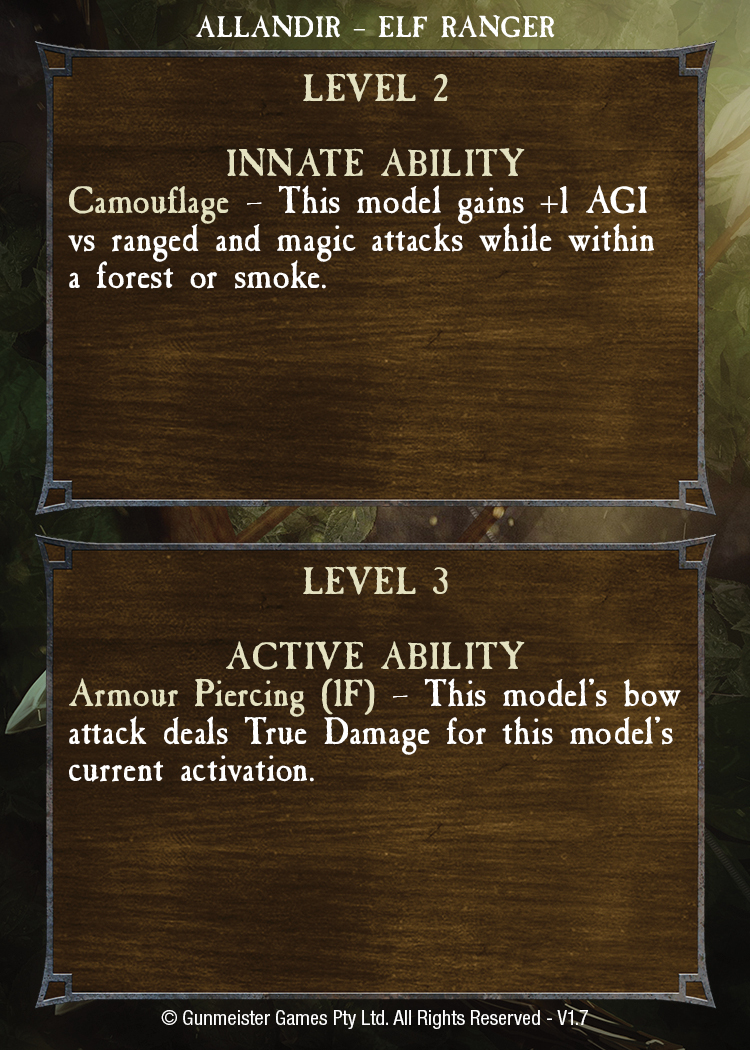 ALLANDIR – ELF RANGER
LEVEL 2
INNATE ABILITY
Camouflage – This model gains +1 AGI
vs ranged and magic attacks while within
a forest or smoke.
LEVEL 3
ACTIVE ABILITY
Armour Piercing (1F) – This model's bow
attack deals True Damage for this model's
current activation.
© Gunmeister Games Pty Ltd. All Rights Reserved - V1.7